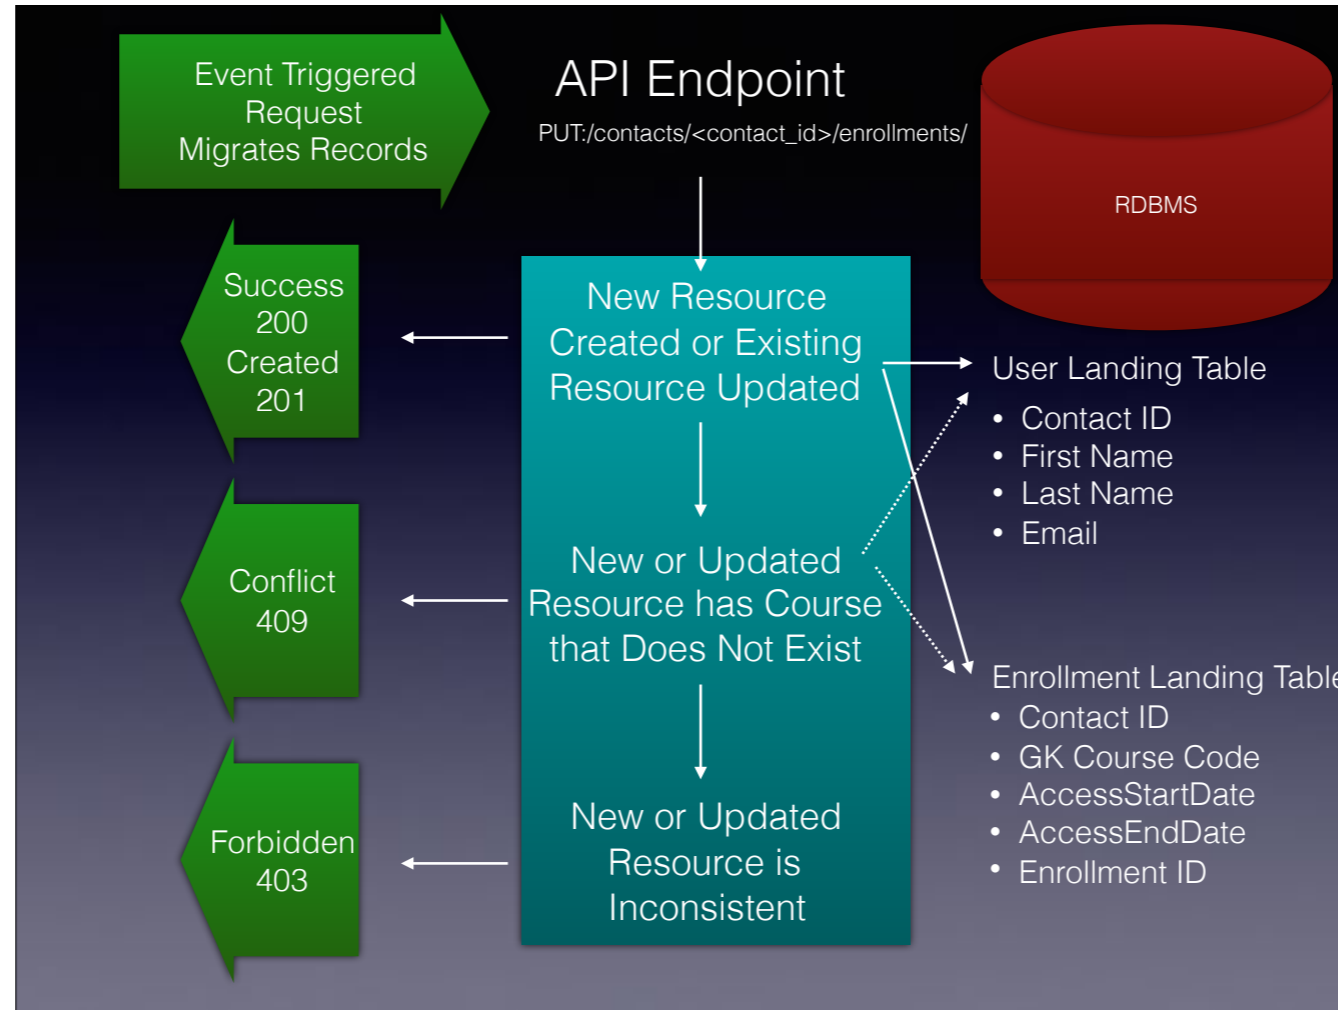 Event Triggered
Request
Migrates Records
API Endpoint
PUT:/contacts/<contact_id>/enrollments/
RDBMS
Success
200
Created
201
New Resource
Created or Existing
Resource Updated
User Landing Table
• Contact ID
• First Name
• Last Name
• Email
Conflict
409
New or Updated
Resource has Course
that Does Not Exist
Enrollment Landing Table
• Contact ID
• GK Course Code
• AccessStartDate
• AccessEndDate
• Enrollment ID
Forbidden
403
New or Updated
Resource is
Inconsistent